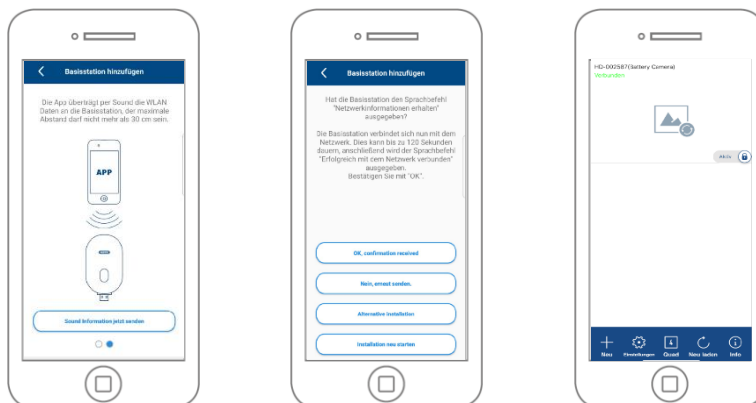 Basisstation hinzufügen
Die App überträgt per Sound die WLAN
Daten an die Basisstation, der maximale
Abstand darf nicht mehr als 30 cm sein.
APP
Sound Information jetzt senden
Basisstation hinzufügen
Hat die Basisstation den Sprachbefehl
"Netzwerkinformationen erhalten"
ausgegeben?
Die Basisstation verbindet sich nun mit dem
Netzwerk. Dies kann bis zu 120 Sekunden
dauern, anschließend wird der Sprachbefehl
"Erfolgreich mit dem Netzwerk verbunden"
ausgegeben.
Bestätigen Sie mit "OK".
OK, confirmation received
Nein, erneut senden.
Alternative Installation
Installation neu starten
HD-002587(Battery Camera)
Verbunden
Aktiv
Neu Einstellungen Quad Neu laden Info